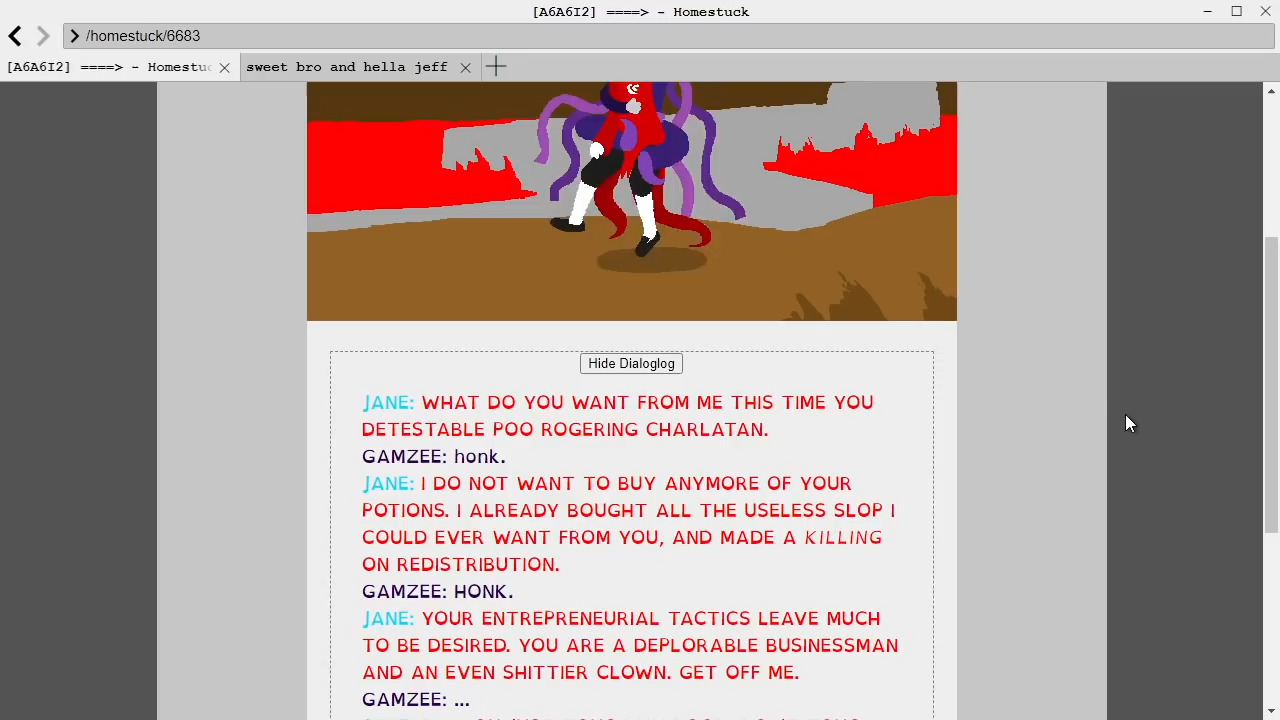 [A6A6I2] ====> - Homestuck
/homestuck/6683
[A6A6I2] ====> - Homestuc
sweet bro and hella jeff
Hide Dialoglog
JANE: WHAT DO YOU WANT FROM ME THIS TIME YOU
DETESTABLE POO ROGERING CHARLATAN.
GAMZEE: honk.
JANE: I DO NOT WANT TO BUY ANYMORE OF YOUR
POTIONS. I ALREADY BOUGHT ALL THE USELESS SLOP I
COULD EVER WANT FROM YOU, AND MADE A KILLING
ON REDISTRIBUTION.
GAMZEE: HONK.
JANE: YOUR ENTREPRENEURIAL TACTICS LEAVE MUCH
TO BE DESIRED. YOU ARE A DEPLORABLE BUSINESSMAN
AND AN EVEN SHITTIER CLOWN. GET OFF ME.
GAMZEE: ...